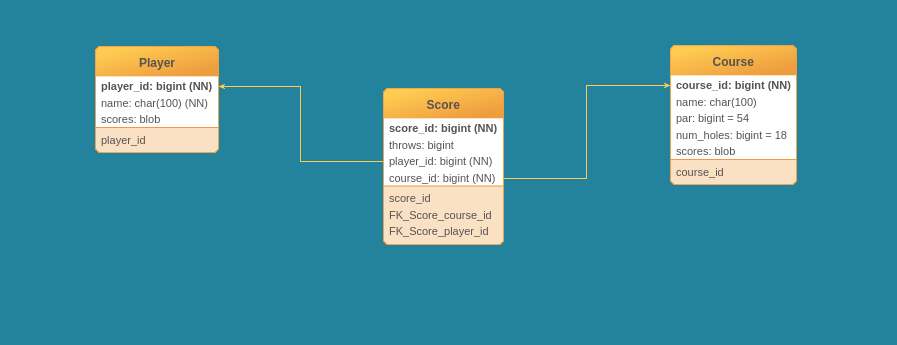 Player
player_id: bigint (NN)
name: char(100) (NN)
scores: blob
player_id
Score
score_id: bigint (NN)
throws: bigint
player_id: bigint (NN)
course_id: bigint (NN)
score_id
FK_Score_course_id
FK_Score_player_id
Course
course_id: bigint (NN)
name: char(100)
par: bigint = 54
num_holes: bigint = 18
scores: blob
course_id